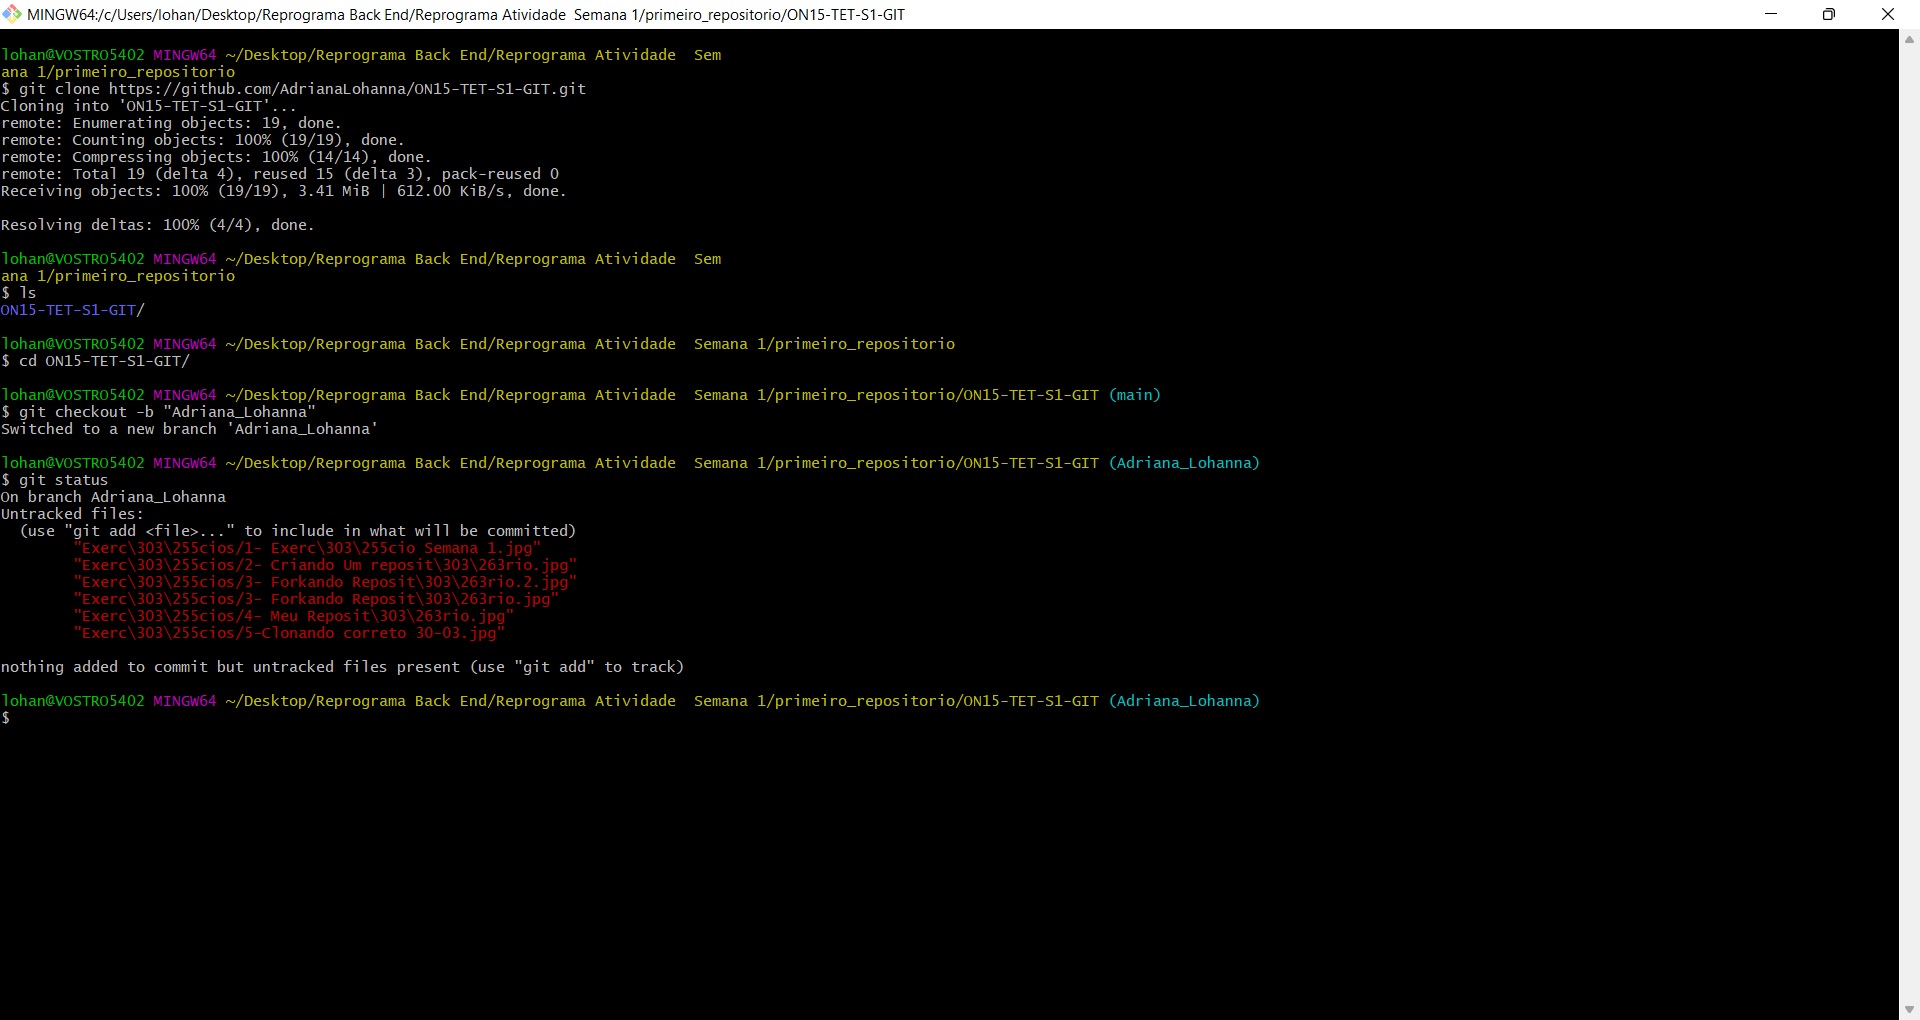 MINGW64:/c/Users/lohan/Desktop/Reprograma Back End/Reprograma Atividade  Semana 1/primeiro_repositorio/ON15-TET-S1-GIT
lohan@VOSTRO5402 MINGW64 ~/Desktop/Reprograma Back End/Reprograma Atividade  Sem
ana 1/primeiro_repositorio
$ git clone https://github.com/AdrianaLohanna/ON15-TET-S1-GIT.git
Cloning into 'ON15-TET-S1-GIT'...
remote: Enumerating objects: 19, done.
remote: Counting objects: 100% (19/19), done.
remote: Compressing objects: 100% (14/14), done.
remote: Total 19 (delta 4), reused 15 (delta 3), pack-reused 0
Receiving objects: 100% (19/19), 3.41 MiB | 612.00 KiB/s, done.
Resolving deltas: 100% (4/4), done.
lohan@VOSTRO5402 MINGW64 ~/Desktop/Reprograma Back End/Reprograma Atividade  Sem
ana 1/primeiro_repositorio
$ ls
ON15-TET-S1-GIT/
lohan@VOSTRO5402 MINGW64 ~/Desktop/Reprograma Back End/Reprograma Atividade  Semana 1/primeiro_repositorio
$ cd ON15-TET-S1-GIT/
lohan@VOSTRO5402 MINGW64 ~/Desktop/Reprograma Back End/Reprograma Atividade  Semana 1/primeiro_repositorio/ON15-TET-S1-GIT (main)
$ git checkout -b "Adriana_Lohanna"
Switched to a new branch 'Adriana_Lohanna'
lohan@VOSTRO5402 MINGW64 ~/Desktop/Reprograma Back End/Reprograma Atividade  Semana 1/primeiro_repositorio/ON15-TET-S1-GIT (Adriana_Lohanna)
$ git status
On branch Adriana_Lohanna
Untracked files:
  (use "git add <file>..." to include in what will be committed)
        "Exerc\303\255cios/1- Exerc\303\255cio Semana 1.jpg"
        "Exerc\303\255cios/2- Criando Um reposit\303\263rio.jpg"
        "Exerc\303\255cios/3- Forkando Reposit\303\263rio.2.jpg"
        "Exerc\303\255cios/3- Forkando Reposit\303\263rio.jpg"
        "Exerc\303\255cios/4- Meu Reposit\303\263rio.jpg"
        "Exerc\303\255cios/5-Clonando correto 30-03.jpg"
nothing added to commit but untracked files present (use "git add" to track)
lohan@VOSTRO5402 MINGW64 ~/Desktop/Reprograma Back End/Reprograma Atividade  Semana 1/primeiro_repositorio/ON15-TET-S1-GIT (Adriana_Lohanna)
$